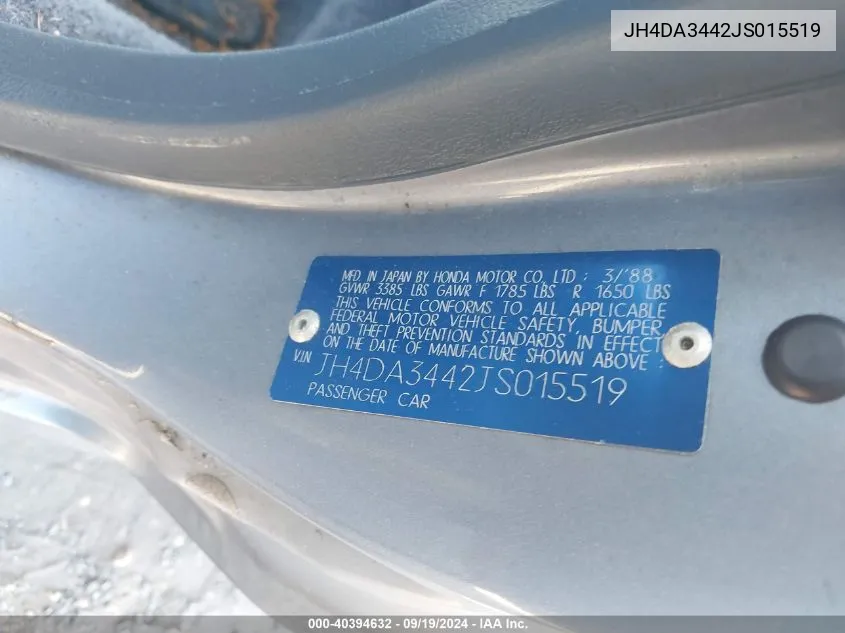 JH4DA3442JS015519
MFD. IN JAPAN BY HONDA MOTOR CO., LTD.: 3/'88
GVWR 3385 LBS GAWR F 1785 LBS R 1650 LBS
THIS VEHICLE CONFORMS TO ALL APPLICABLE
FEDERAL MOTOR VEHICLE SAFETY, BUMPER,
AND THEFT PREVENTION STANDARDS IN EFFECT
ON THE DATE OF MANUFACTURE SHOWN ABOVE.
VIN JH4DA3442JS015519
PASSENGER CAR
000-40394632 - 09/19/2024 - IAA Inc.